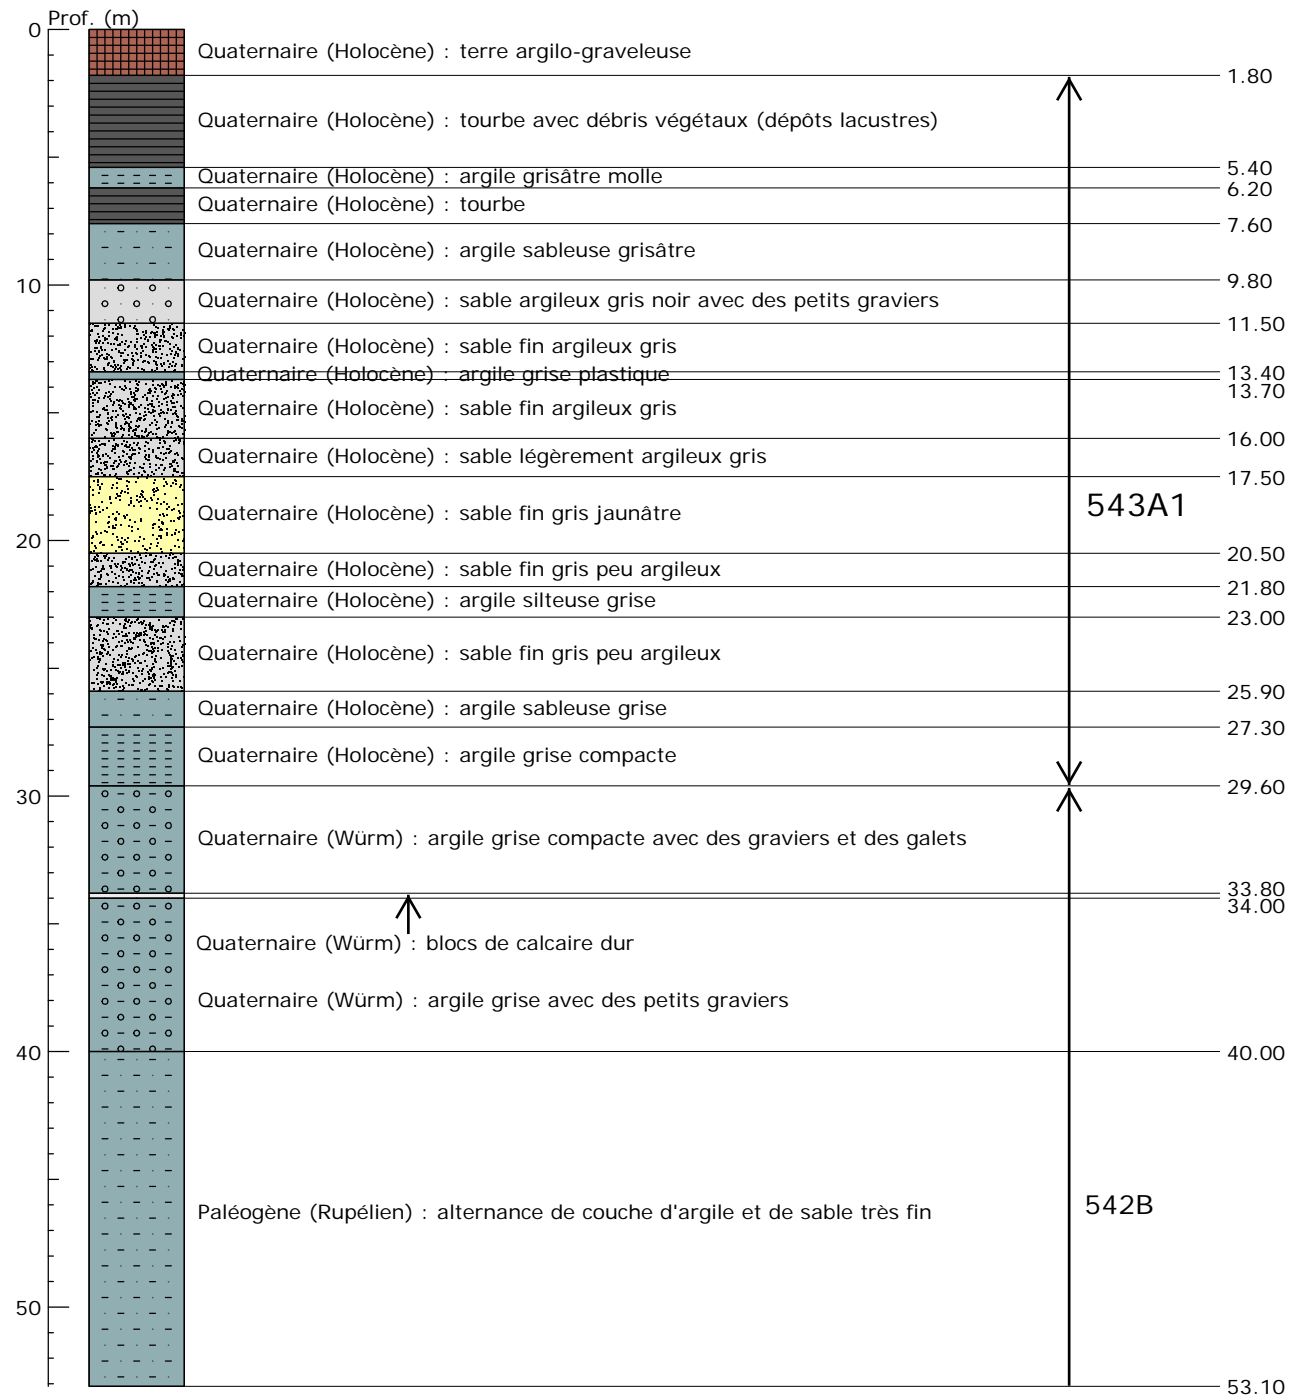 Prof. (m)
0
Quaternaire (Holocène) : terre argilo-graveleuse
1.80
Quaternaire (Holocène) : tourbe avec débris végétaux (dépôts lacustres)
5.40
Quaternaire (Holocène) : argile grisâtre molle
6.20
Quaternaire (Holocène) : tourbe
7.60
Quaternaire (Holocène) : argile sableuse grisâtre
9.80
10
Quaternaire (Holocène) : sable argileux gris noir avec des petits graviers
11.50
Quaternaire (Holocène) : sable fin argileux gris
13.40
Quaternaire (Holocène) : argile grise plastique
13.70
Quaternaire (Holocène) : sable fin argileux gris
16.00
Quaternaire (Holocène) : sable légèrement argileux gris
17.50
543A1
Quaternaire (Holocène) : sable fin gris jaunâtre
20
20.50
Quaternaire (Holocène) : sable fin gris peu argileux
21.80
Quaternaire (Holocène) : argile silteuse grise
23.00
Quaternaire (Holocène) : sable fin gris peu argileux
25.90
Quaternaire (Holocène) : argile sableuse grise
27.30
Quaternaire (Holocène) : argile grise compacte
29.60
30
Quaternaire (Würm) : argile grise compacte avec des graviers et des galets
33.80
34.00
Quaternaire (Würm) : blocs de calcaire dur
Quaternaire (Würm) : argile grise avec des petits graviers
40
40.00
542B
Paléogène (Rupélien) : alternance de couche d'argile et de sable très fin
50
53.10